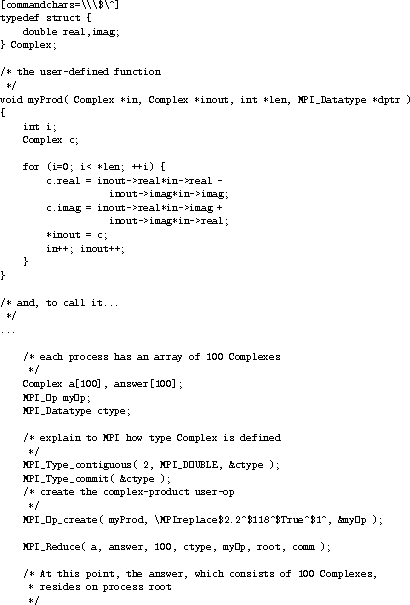 [commandchars=\\\$\^]
typedef struct {
    double real,imag;
} Complex;

/* the user-defined function
 */
void myProd( Complex *in, Complex *inout, int *len, MPI_Datatype *dptr )
{
    int i;
    Complex c;

    for (i=0; i< *len; ++i) {
        c.real = inout->real*in->real -
                   inout->imag*in->imag;
        c.imag = inout->real*in->imag +
                   inout->imag*in->real;
        *inout = c;
        in++; inout++;
    }
}

/* and, to call it...
 */
...

    /* each process has an array of 100 Complexes
     */
    Complex a[100], answer[100];
    MPI_Op myOp;
    MPI_Datatype ctype;

    /* explain to MPI how type Complex is defined
     */
    MPI_Type_contiguous( 2, MPI_DOUBLE, &ctype );
    MPI_Type_commit( &ctype );
    /* create the complex-product user-op
     */
    MPI_Op_create( myProd, \MPIreplace$2.2^$118^$True^$1^, &myOp );

    MPI_Reduce( a, answer, 100, ctype, myOp, root, comm );

    /* At this point, the answer, which consists of 100 Complexes,
     * resides on process root
     */